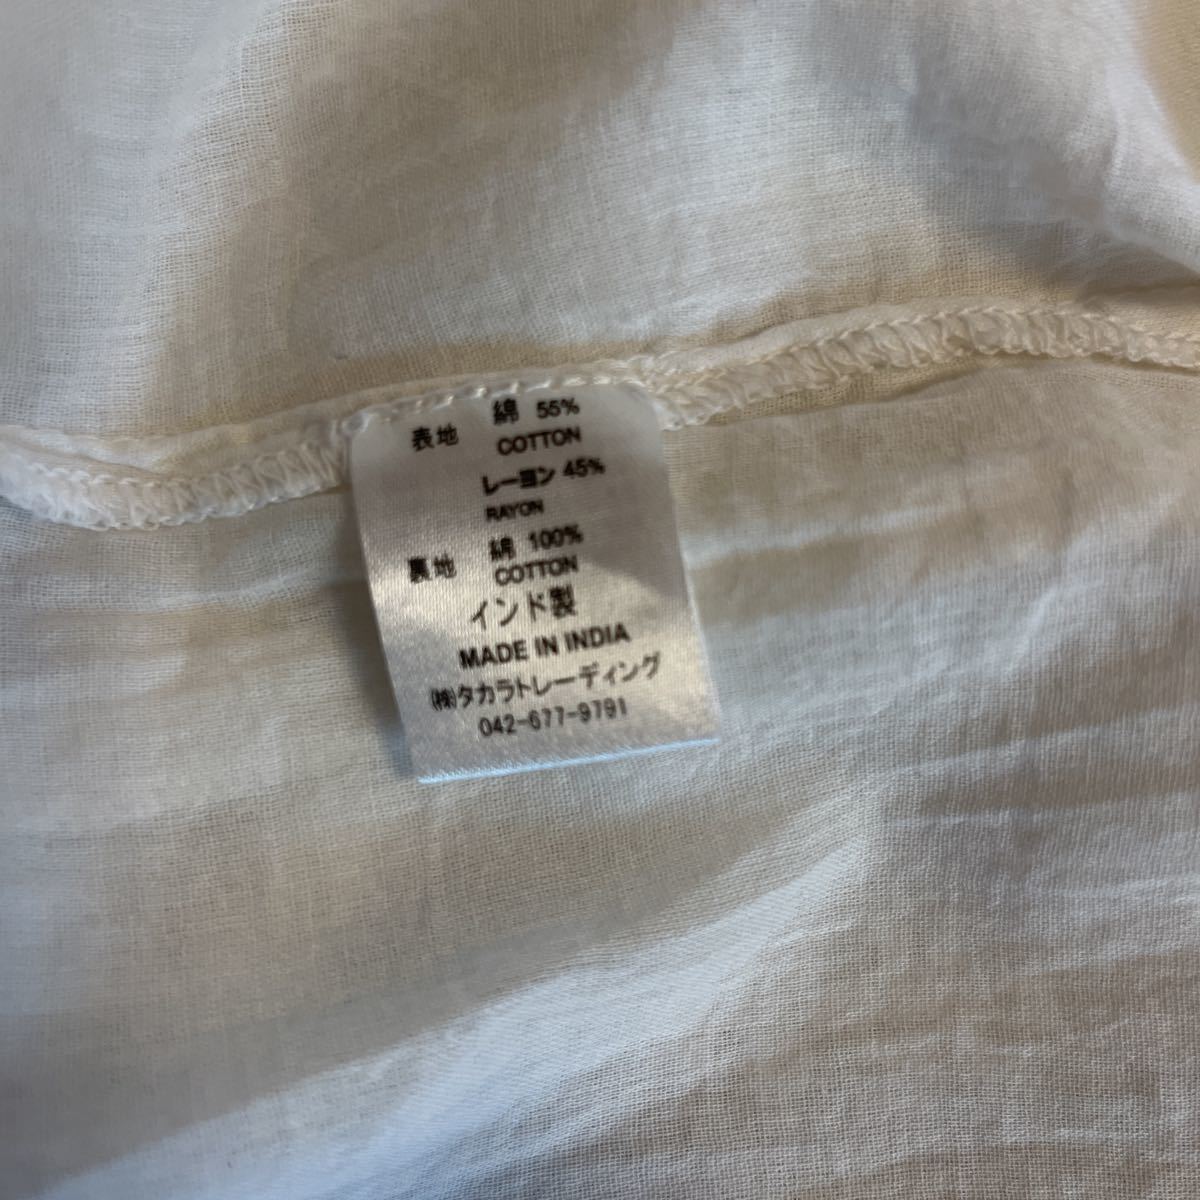 綿 55%
表地 COTTON
レーヨン 45%
RAYON
綿 100%
裏地 COTTON
インド製
MADE IN INDIA
(株)タカラトレーディング
042-677-9791